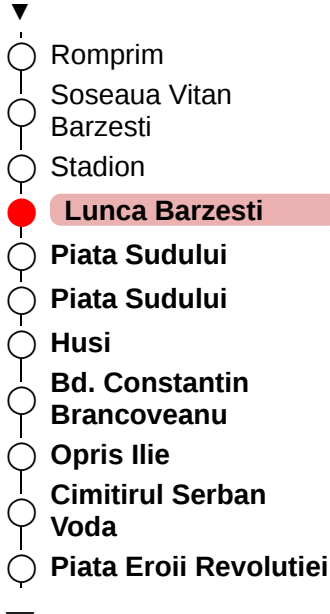 Romprim
Soseaua Vitan
Barzesti
Stadion
Lunca Barzesti
Piata Sudului
Piata Sudului
Husi
Bd. Constantin
Brancoveanu
Opris Ilie
Cimitirul Serban
Voda
Piata Eroii Revolutiei